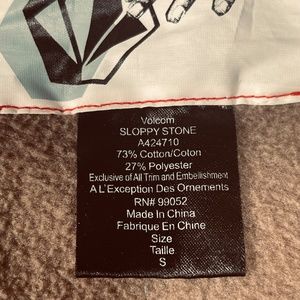 Volcom
SLOPPY STONE
A424710
73% Cotton/Coton
27% Polyester
Exclusive of All Trim and Embellishment
A L'Exception Des Ornements
RN# 99052
Made In China
Fabrique En Chine
Size
Taille
S